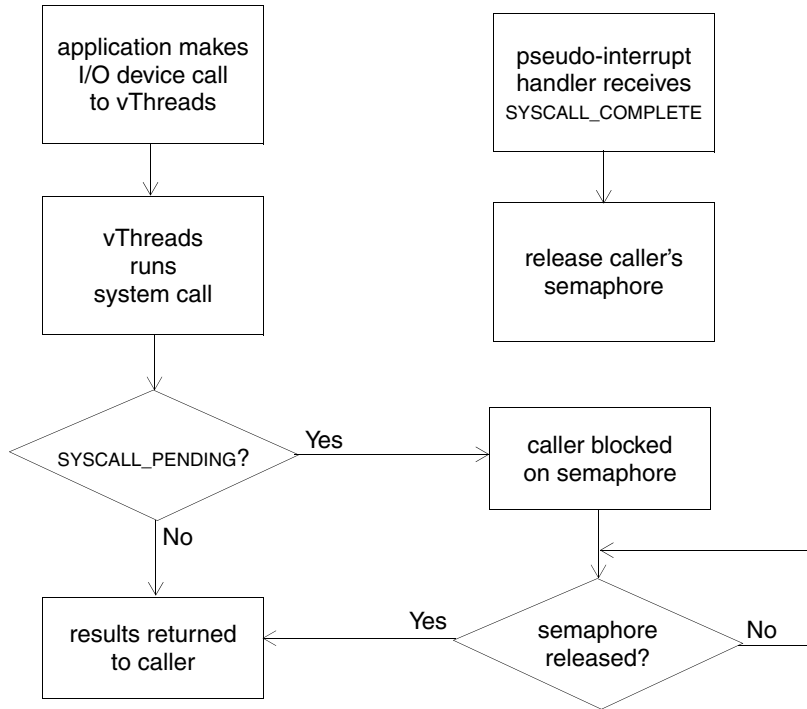 application makes
I/O device call
to vThreads
pseudo-interrupt
handler receives
SYSCALL_COMPLETE
vThreads
runs
system call
release caller's
semaphore
SYSCALL_PENDING?
Yes
caller blocked
on semaphore
No
results returned
to caller
Yes
semaphore
released?
No